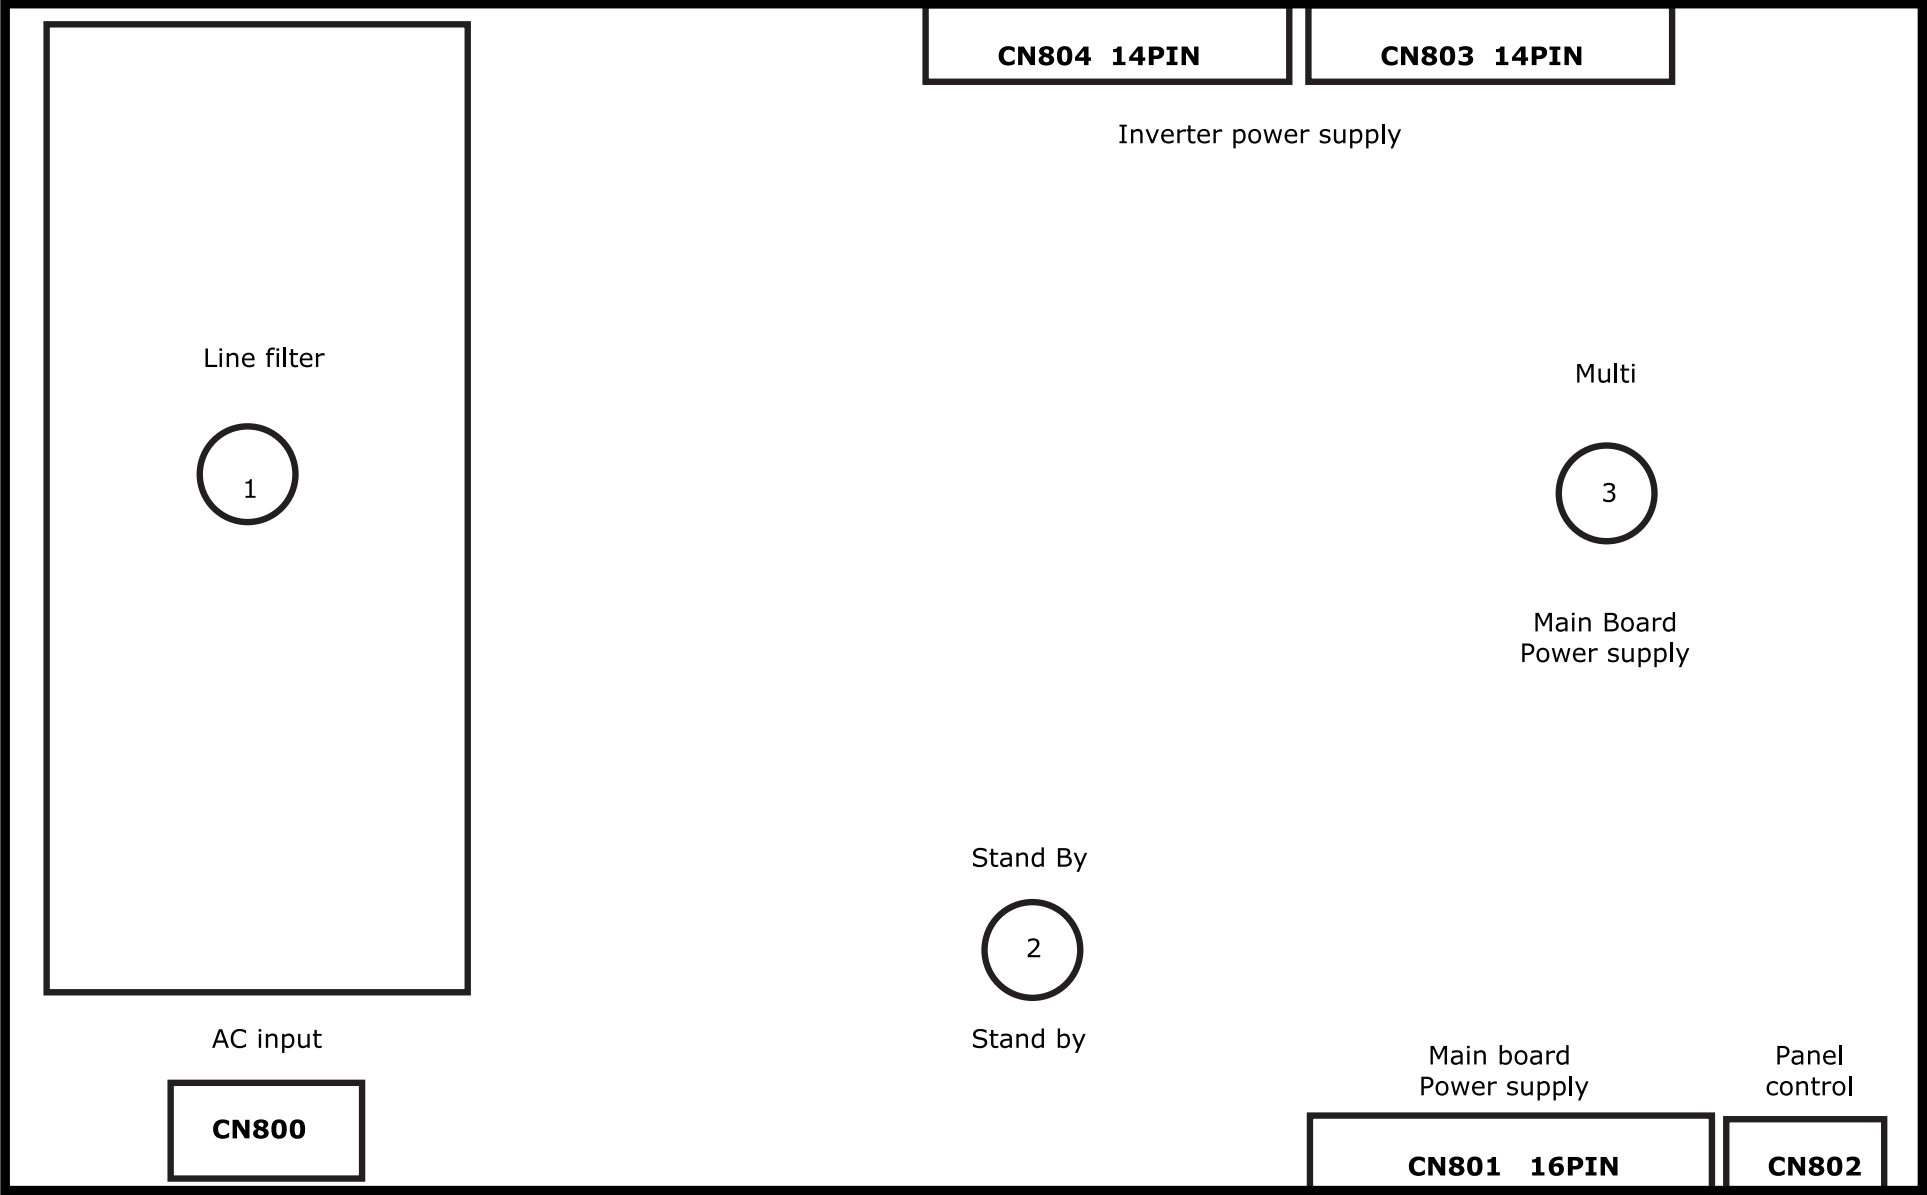 CN804 14PIN
CN803 14PIN
Inverter power supply
Line filter
1
Multi
3
Main Board
Power supply
Stand By
2
Stand by
AC input
CN800
Main board
Power supply
CN801 16PIN
Panel
control
CN802